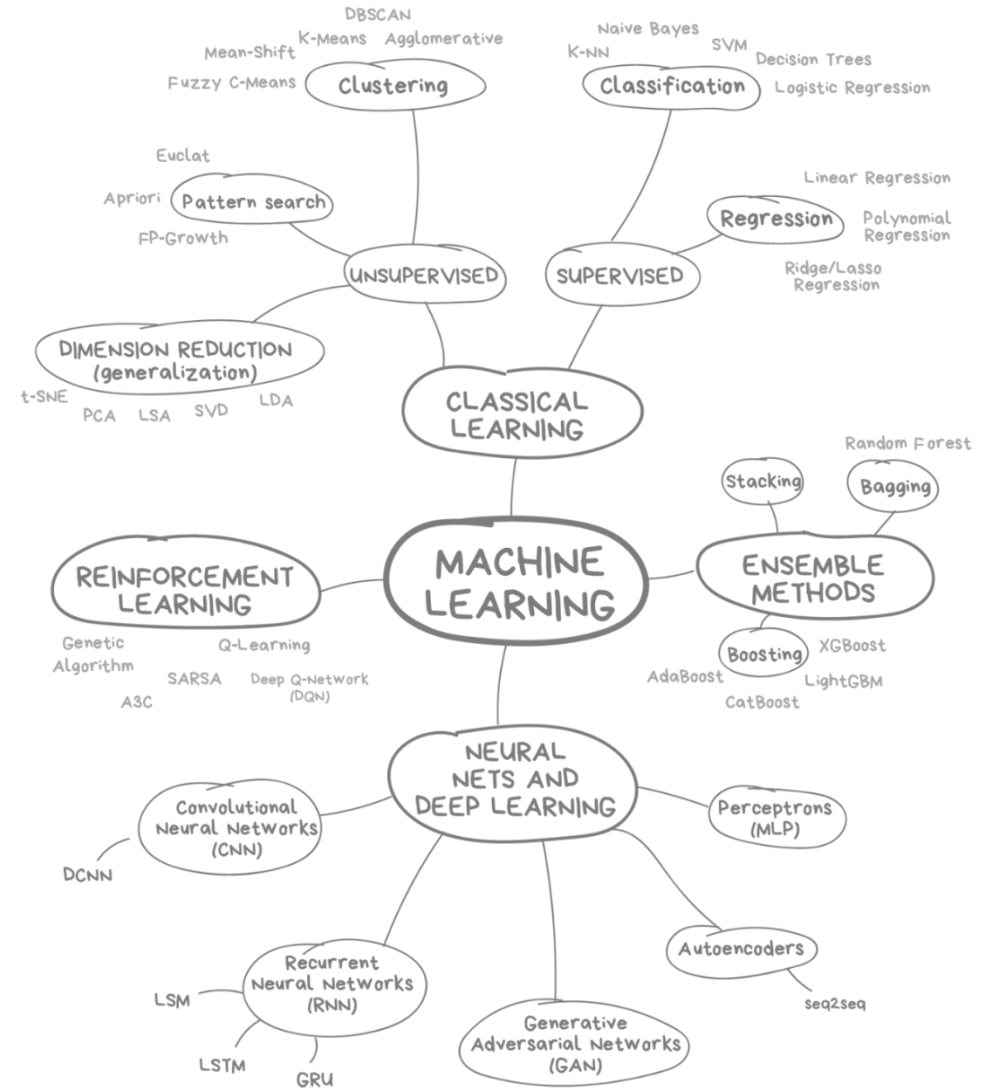 DBSCAN
K-Means
Agglomerative
Mean-Shift
Fuzzy C-Means
Clustering
Naive Bayes
K-NN
SVM
Decision Trees
Classification
Logistic Regression
Euclat
Apriori
Pattern search
FP-Growth
Linear Regression
Regression
Polynomial
Regression
Ridge/Lasso
Regression
UNSUPERVISED
SUPERVISED
DIMENSION REDUCTION
(generalization)
t-SNE
PCA
LSA
SVD
LDA
CLASSICAL
LEARNING
Random Forest
Stacking
Bagging
MACHINE
LEARNING
REINFORCEMENT
LEARNING
Genetic
Algorithm
Q-Learning
SARSA
Deep Q-Network
(DQN)
A3C
ENSEMBLE
METHODS
Boosting
XGBoost
AdaBoost
LightGBM
CatBoost
NEURAL
NETS AND
DEEP LEARNING
Convolutional
Neural Networks
(CNN)
DCNN
Perceptrons
(MLP)
Autoencoders
seq2seq
Recurrent
Neural Networks
(RNN)
LSM
LSTM
GRU
Generative
Adversarial Networks
(GAN)